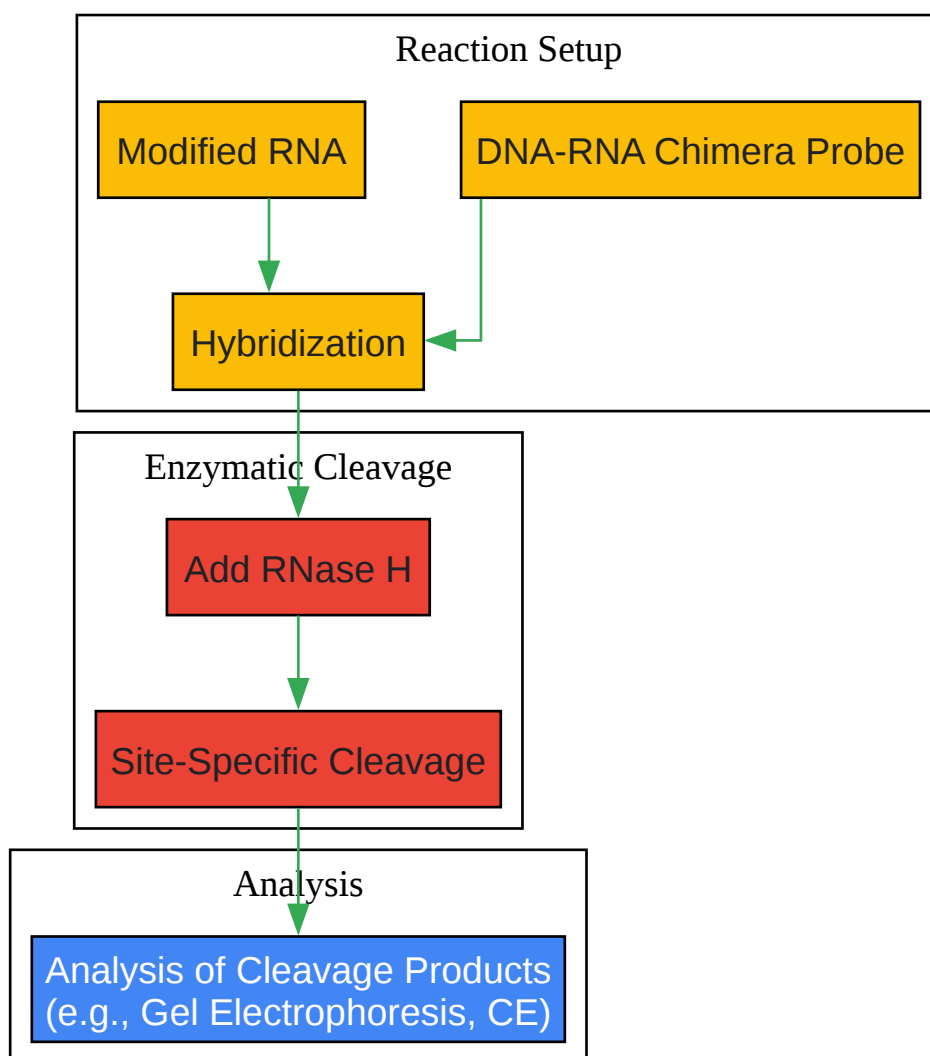 Reaction Setup
Modified RNA
DNA-RNA Chimera Probe
Hybridization
Enzymatic Cleavage
Add RNase H
Site-Specific Cleavage
Analysis
Analysis of Cleavage Products
(e.g., Gel Electrophoresis, CE)